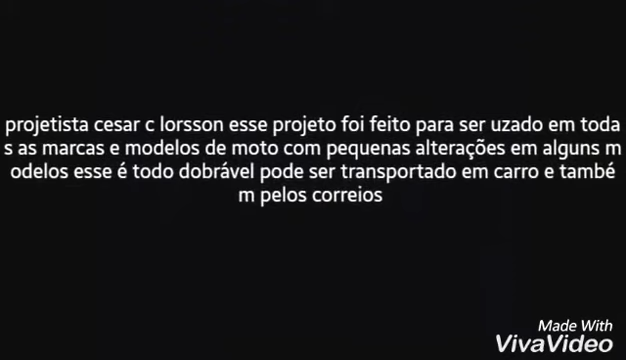 projetista cesar c lorsson esse projeto foi feito para ser uzado em toda
s as marcas e modelos de moto com pequenas alterações em alguns m
odelos esse é todo dobrável pode ser transportado em carro e també
m pelos correios
Made With
VivaVideo